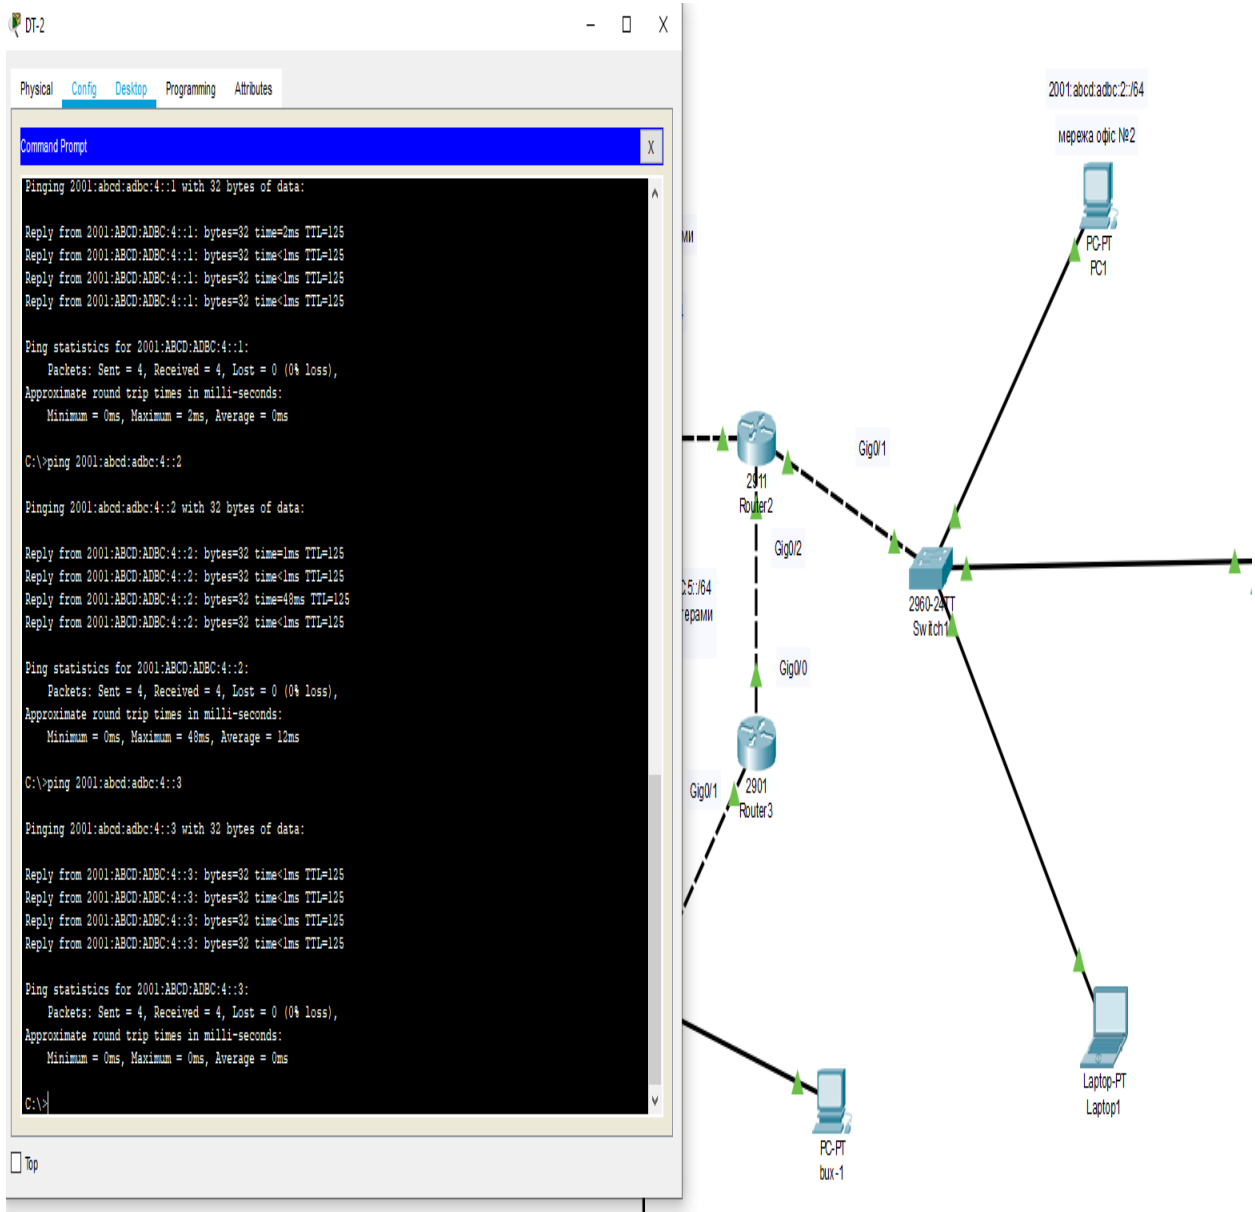 DT-2
Physical Config Desktop Programming Attributes
Command Prompt
X
Pinging 2001:abcd:adbc:4::1 with 32 bytes of data:
Reply from 2001:ABCD:ADBC:4::1: bytes=32 time=2ms TTL=125
Reply from 2001:ABCD:ADBC:4::1: bytes=32 time<1ms TTL=125
Reply from 2001:ABCD:ADBC:4::1: bytes=32 time<1ms TTL=125
Reply from 2001:ABCD:ADBC:4::1: bytes=32 time<1ms TTL=125
Ping statistics for 2001:ABCD:ADBC:4::1:
Packets: Sent = 4, Received = 4, Lost = 0 (0% loss),
Approximate round trip times in milli-seconds:
Minimum = 0ms, Maximum = 2ms, Average = 0ms
C:\>ping 2001:abcd:adbc:4::2
Pinging 2001:abcd:adbc:4::2 with 32 bytes of data:
Reply from 2001:ABCD:ADBC:4::2: bytes=32 time=1ms TTL=125
Reply from 2001:ABCD:ADBC:4::2: bytes=32 time<1ms TTL=125
Reply from 2001:ABCD:ADBC:4::2: bytes=32 time=48ms TTL=125
Reply from 2001:ABCD:ADBC:4::2: bytes=32 time<1ms TTL=125
Ping statistics for 2001:ABCD:ADBC:4::2:
Packets: Sent = 4, Received = 4, Lost = 0 (0% loss),
Approximate round trip times in milli-seconds:
Minimum = 0ms, Maximum = 48ms, Average = 12ms
C:\>ping 2001:abcd:adbc:4::3
Pinging 2001:abcd:adbc:4::3 with 32 bytes of data:
Reply from 2001:ABCD:ADBC:4::3: bytes=32 time<1ms TTL=125
Reply from 2001:ABCD:ADBC:4::3: bytes=32 time<1ms TTL=125
Reply from 2001:ABCD:ADBC:4::3: bytes=32 time<1ms TTL=125
Reply from 2001:ABCD:ADBC:4::3: bytes=32 time<1ms TTL=125
Ping statistics for 2001:ABCD:ADBC:4::3:
Packets: Sent = 4, Received = 4, Lost = 0 (0% loss),
Approximate round trip times in milli-seconds:
Minimum = 0ms, Maximum = 0ms, Average = 0ms
C:\>
Top
2001:abcd:adbc:2::/64
мережа офіс №2
PC-PT
PC1
ми
Gig0/1
2911
Router2
Gig0/2
C:5::/64
терами
2960-24TT
Switch1
Gig0/0
Gig0/1
2901
Router3
Laptop-PT
Laptop1
PC-PT
bux-1